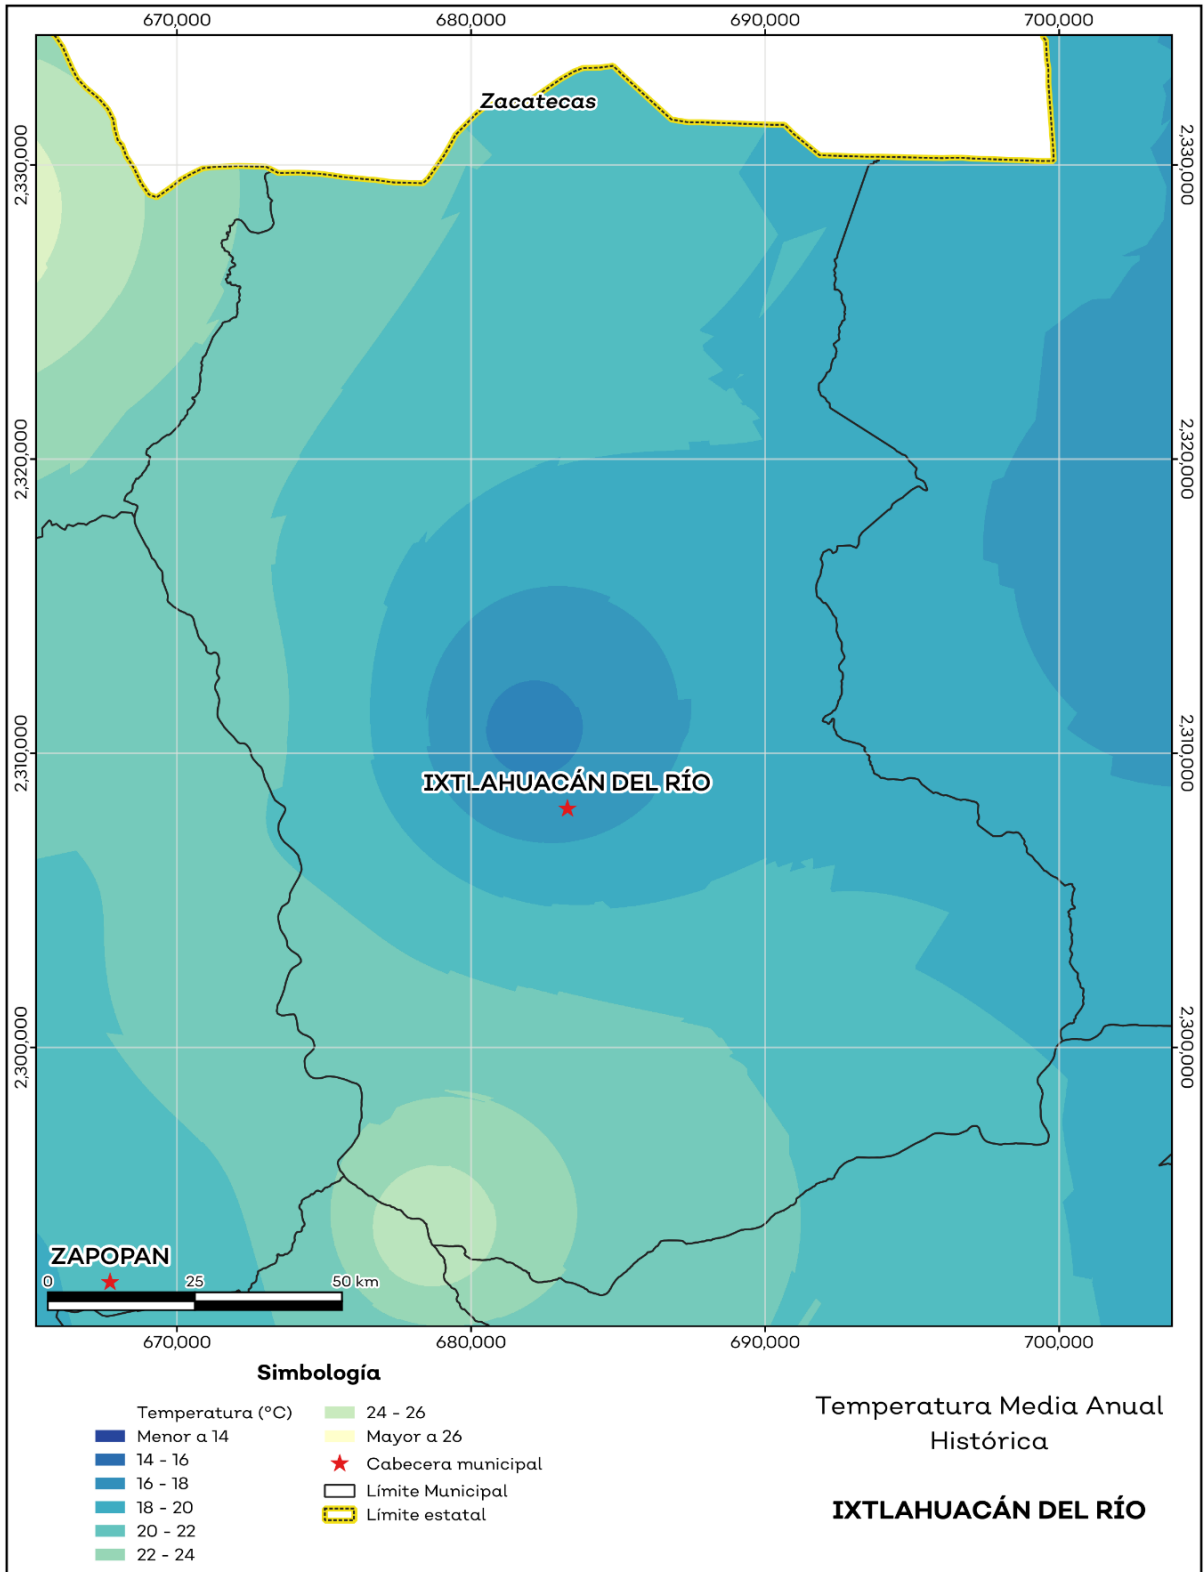 670,000 680,000 690,000 700,000
Zacatecas
2,330,000 2,330,000
2,320,000 2,320,000
2,310,000 2,310,000
IXTLAHUACÁN DEL RÍO
2,300,000 2,300,000
ZAPOPAN
0 25 50 km
670,000 680,000 690,000 700,000
Simbología
Temperatura (°C)
Menor a 14
14 - 16
16 - 18
18 - 20
20 - 22
22 - 24
24 - 26
Mayor a 26
Cabecera municipal
Límite Municipal
Límite estatal
Temperatura Media Anual
Histórica
IXTLAHUACÁN DEL RÍO